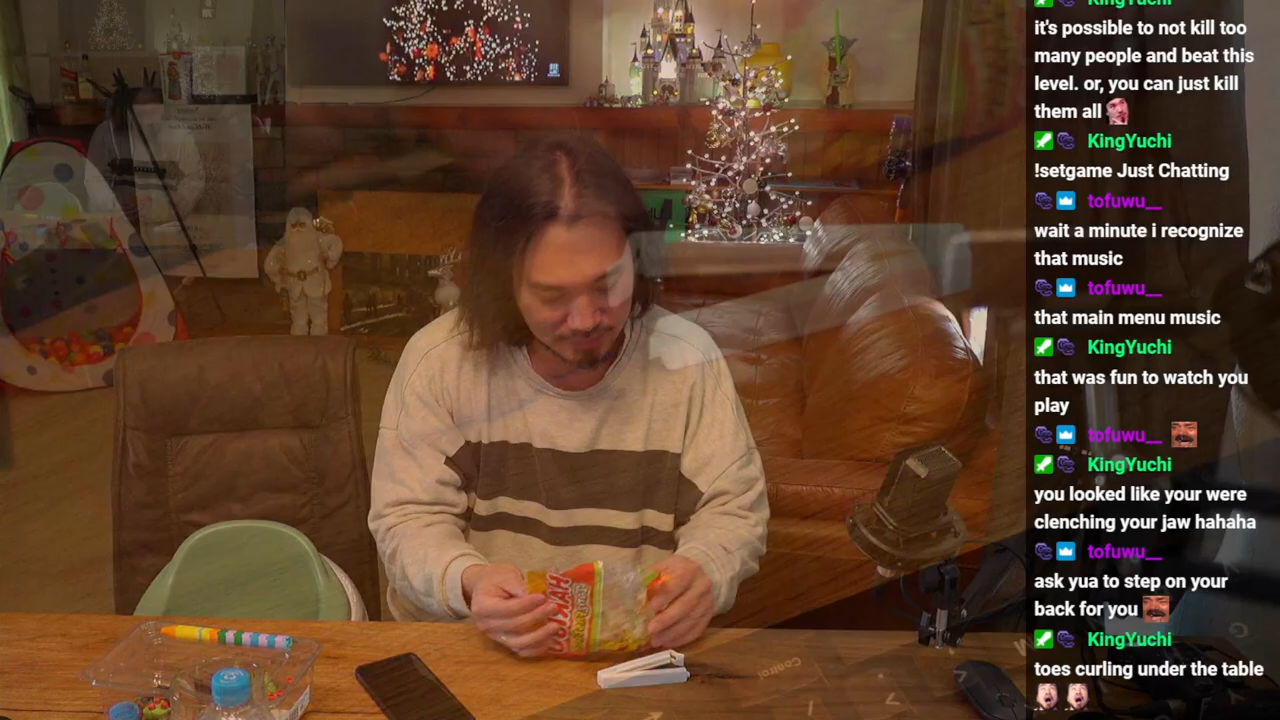 KingYuchi
it's possible to not kill too
many people and beat this
level. or, you can just kill
them all
KingYuchi
!setgame Just Chatting
tofuwu__
wait a minute i recognize
that music
tofuwu__
that main menu music
KingYuchi
that was fun to watch you
play
tofuwu__
KingYuchi
you looked like your were
clenching your jaw hahaha
tofuwu__
ask yua to step on your
back for you
KingYuchi
toes curling under the table
Control